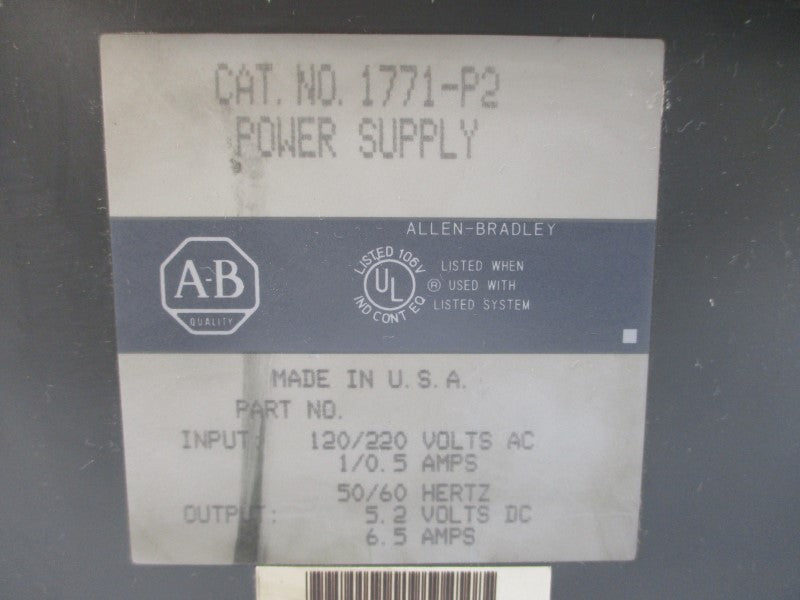 CAT. NO. 1771-P2
POWER SUPPLY
ALLEN-BRADLEY
A-B
QUALITY
LISTED 106V
UL
IND CONT EQ
®
LISTED WHEN
USED WITH
LISTED SYSTEM
MADE IN U.S.A.
PART NO.
INPUT: 120/220 VOLTS AC
1/0.5 AMPS
50/60 HERTZ
OUTPUT: 5.2 VOLTS DC
6.5 AMPS